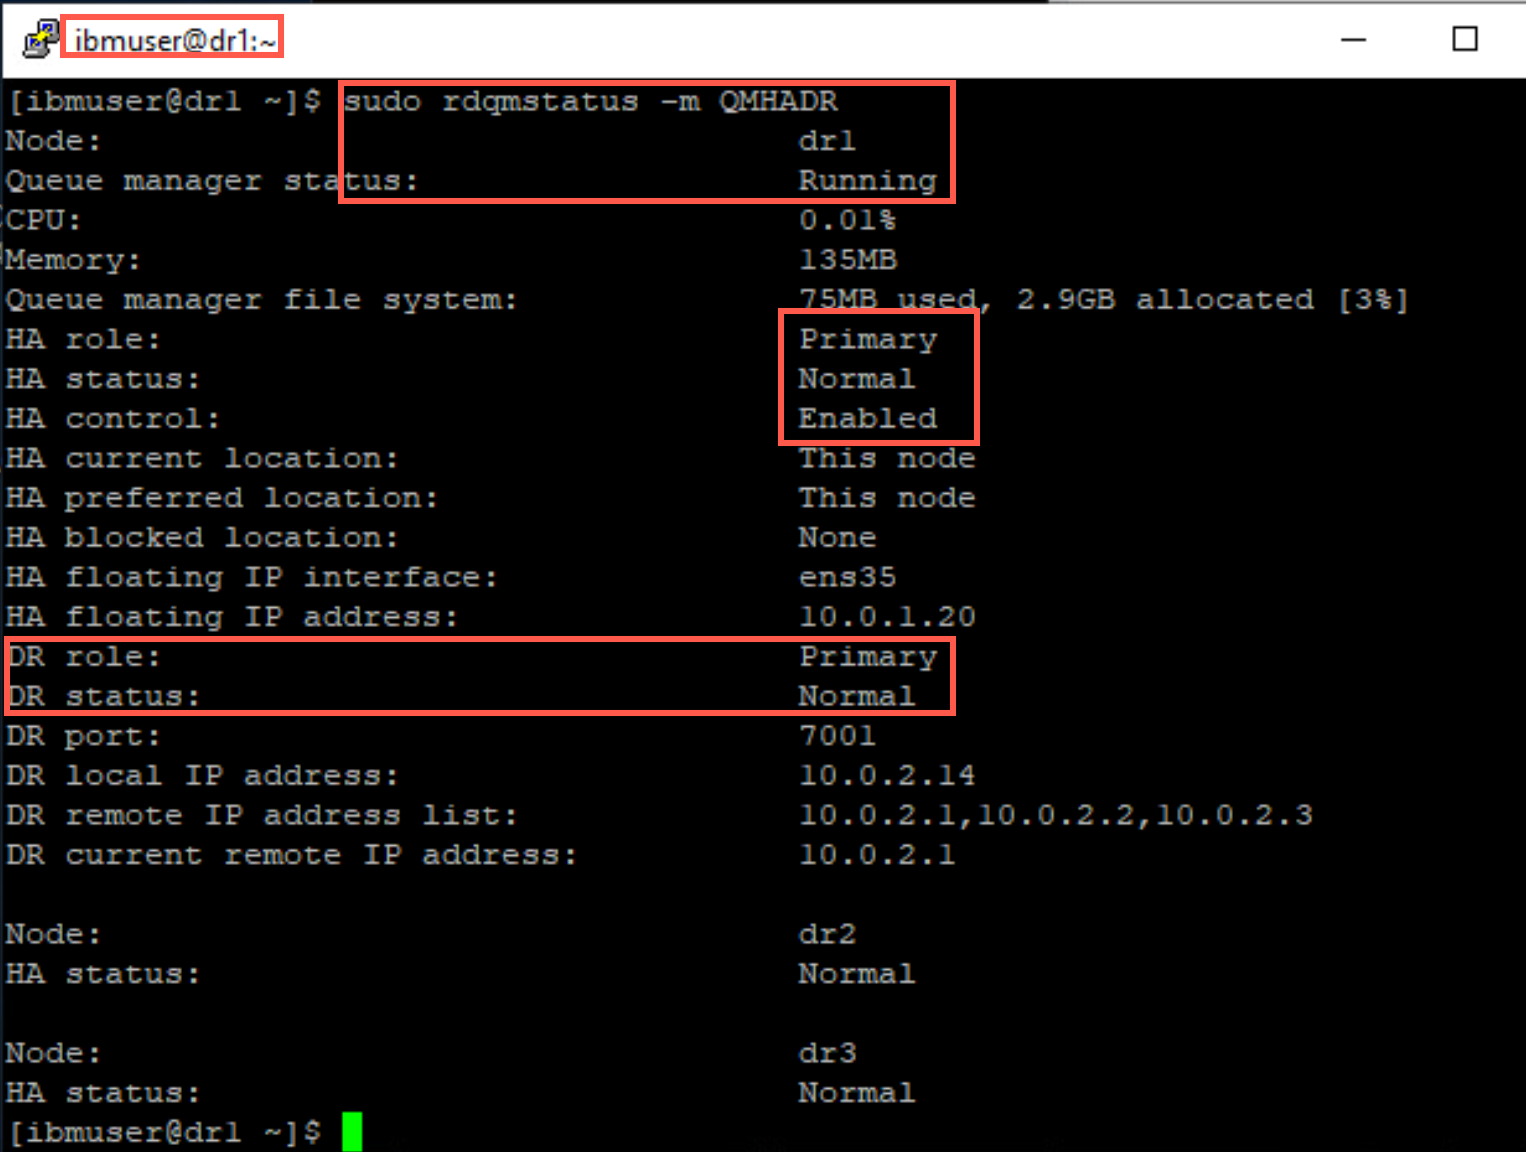 ibmuser@dr1:~
[ibmuser@dr1 ~]$ sudo rdqmstatus -m QMHADR
Node: dr1
Queue manager status: Running
CPU: 0.01%
Memory: 135MB
Queue manager file system: 75MB used, 2.9GB allocated [3%]
HA role: Primary
HA status: Normal
HA control: Enabled
HA current location: This node
HA preferred location: This node
HA blocked location: None
HA floating IP interface: ens35
HA floating IP address: 10.0.1.20
DR role: Primary
DR status: Normal
DR port: 7001
DR local IP address: 10.0.2.14
DR remote IP address list: 10.0.2.1,10.0.2.2,10.0.2.3
DR current remote IP address: 10.0.2.1
Node: dr2
HA status: Normal
Node: dr3
HA status: Normal
[ibmuser@dr1 ~]$